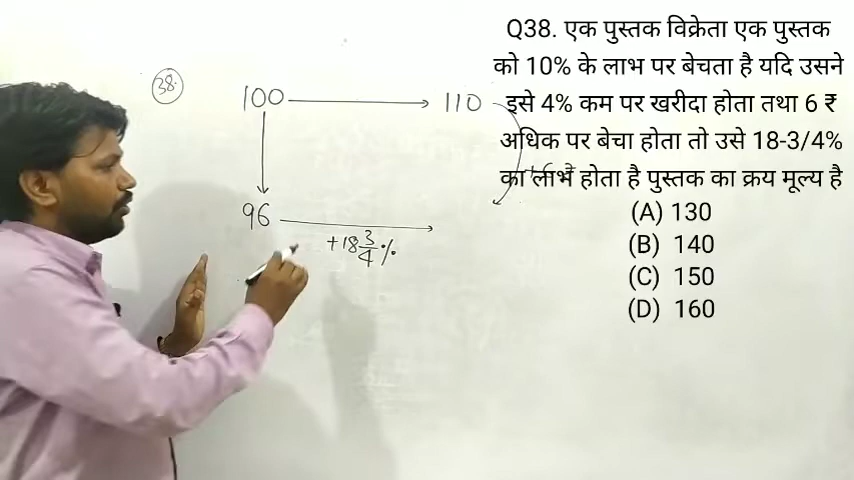 Q38. एक पुस्तक विक्रेता एक पुस्तक
को 10% के लाभ पर बेचता है यदि उसने
इसे 4% कम पर खरीदा होता तथा 6 ₹
अधिक पर बेचा होता तो उसे 18-3/4%
का लाभ होता है पुस्तक का क्रय मूल्य है
(A) 130
(B) 140
(C) 150
(D) 160
38.
100 110
+6 ₹
96
+18 3/4 %